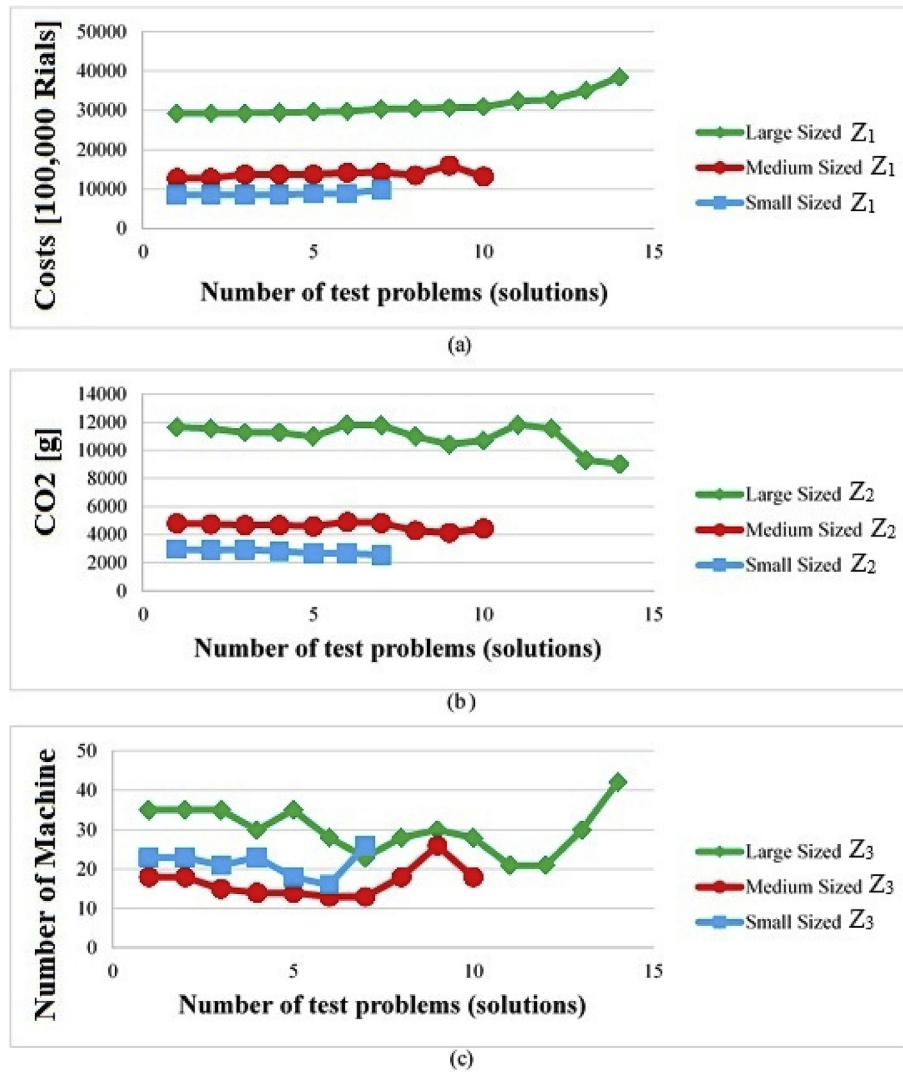 Costs [100,000 Rials]
50000
40000
30000
20000
10000
0
0 5 10 15
Number of test problems (solutions)
Large Sized Z1
Medium Sized Z1
Small Sized Z1
(a)
CO2 [g]
14000
12000
10000
8000
6000
4000
2000
0
0 5 10 15
Number of test problems (solutions)
Large Sized Z2
Medium Sized Z2
Small Sized Z2
(b)
Number of Machine
50
40
30
20
10
0
0 5 10 15
Number of test problems (solutions)
Large Sized Z3
Medium Sized Z3
Small Sized Z3
(c)